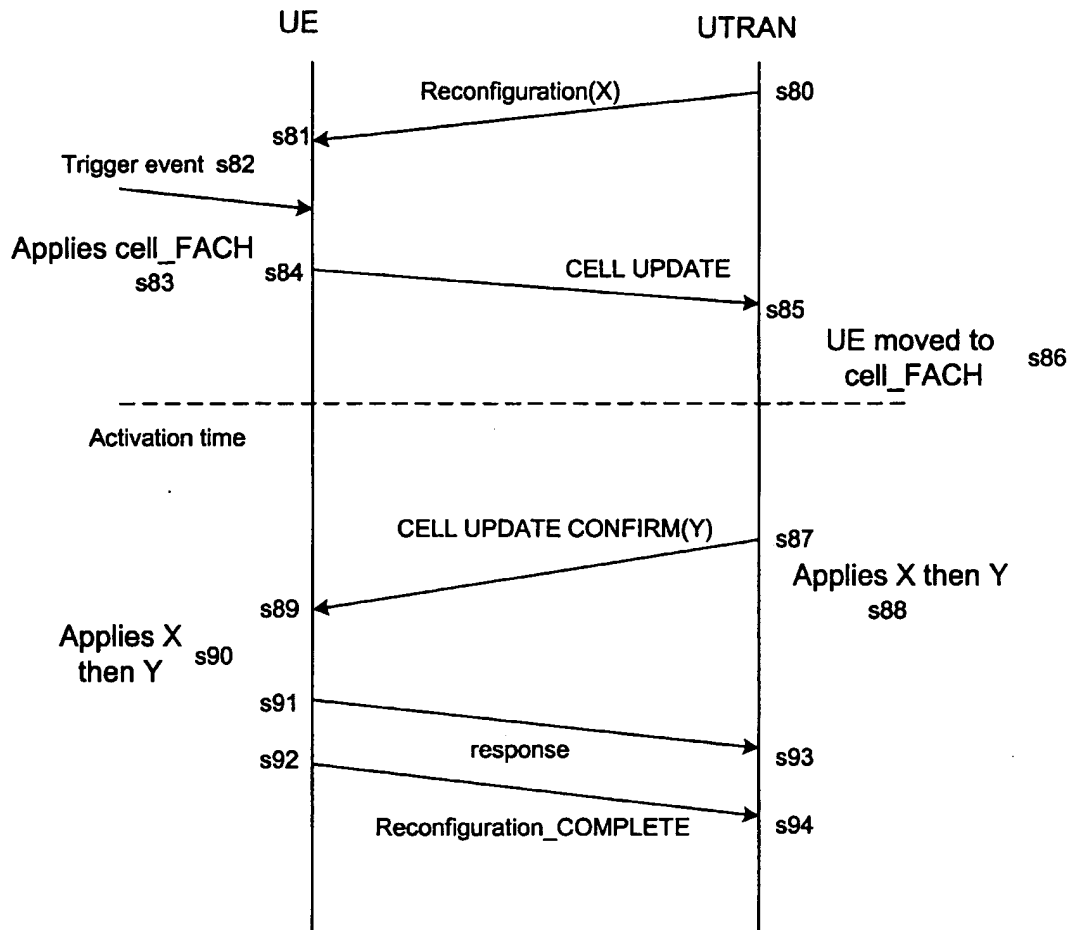 UE
UTRAN
Reconfiguration(X)
s80
s81
Trigger event s82
Applies cell_FACH
s83
s84
CELL UPDATE
s85
UE moved to
cell_FACH
s86
Activation time
CELL UPDATE CONFIRM(Y)
s87
Applies X then Y
s88
s89
Applies X
then Y
s90
s91
response
s93
s92
Reconfiguration_COMPLETE
s94